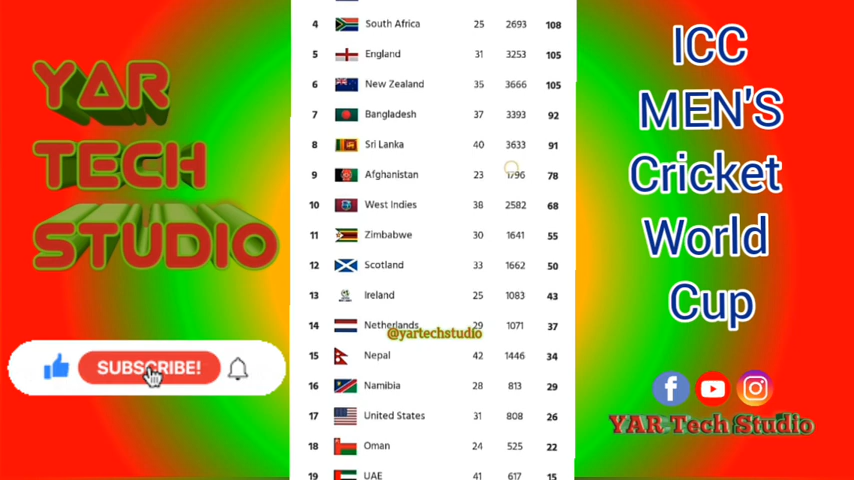 YAR
TECH
STUDIO
SUBSCRIBE!
4 South Africa 25 2693 108
5 England 31 3253 105
6 New Zealand 35 3666 105
7 Bangladesh 37 3393 92
8 Sri Lanka 40 3633 91
9 Afghanistan 23 1796 78
10 West Indies 38 2582 68
11 Zimbabwe 30 1641 55
12 Scotland 33 1662 50
13 Ireland 25 1083 43
14 Netherlands 29 1071 37
@yartechstudio
15 Nepal 42 1446 34
16 Namibia 28 813 29
17 United States 31 808 26
18 Oman 24 525 22
19 UAE 41 617 15
ICC
MEN'S
Cricket
World
Cup
YAR Tech Studio